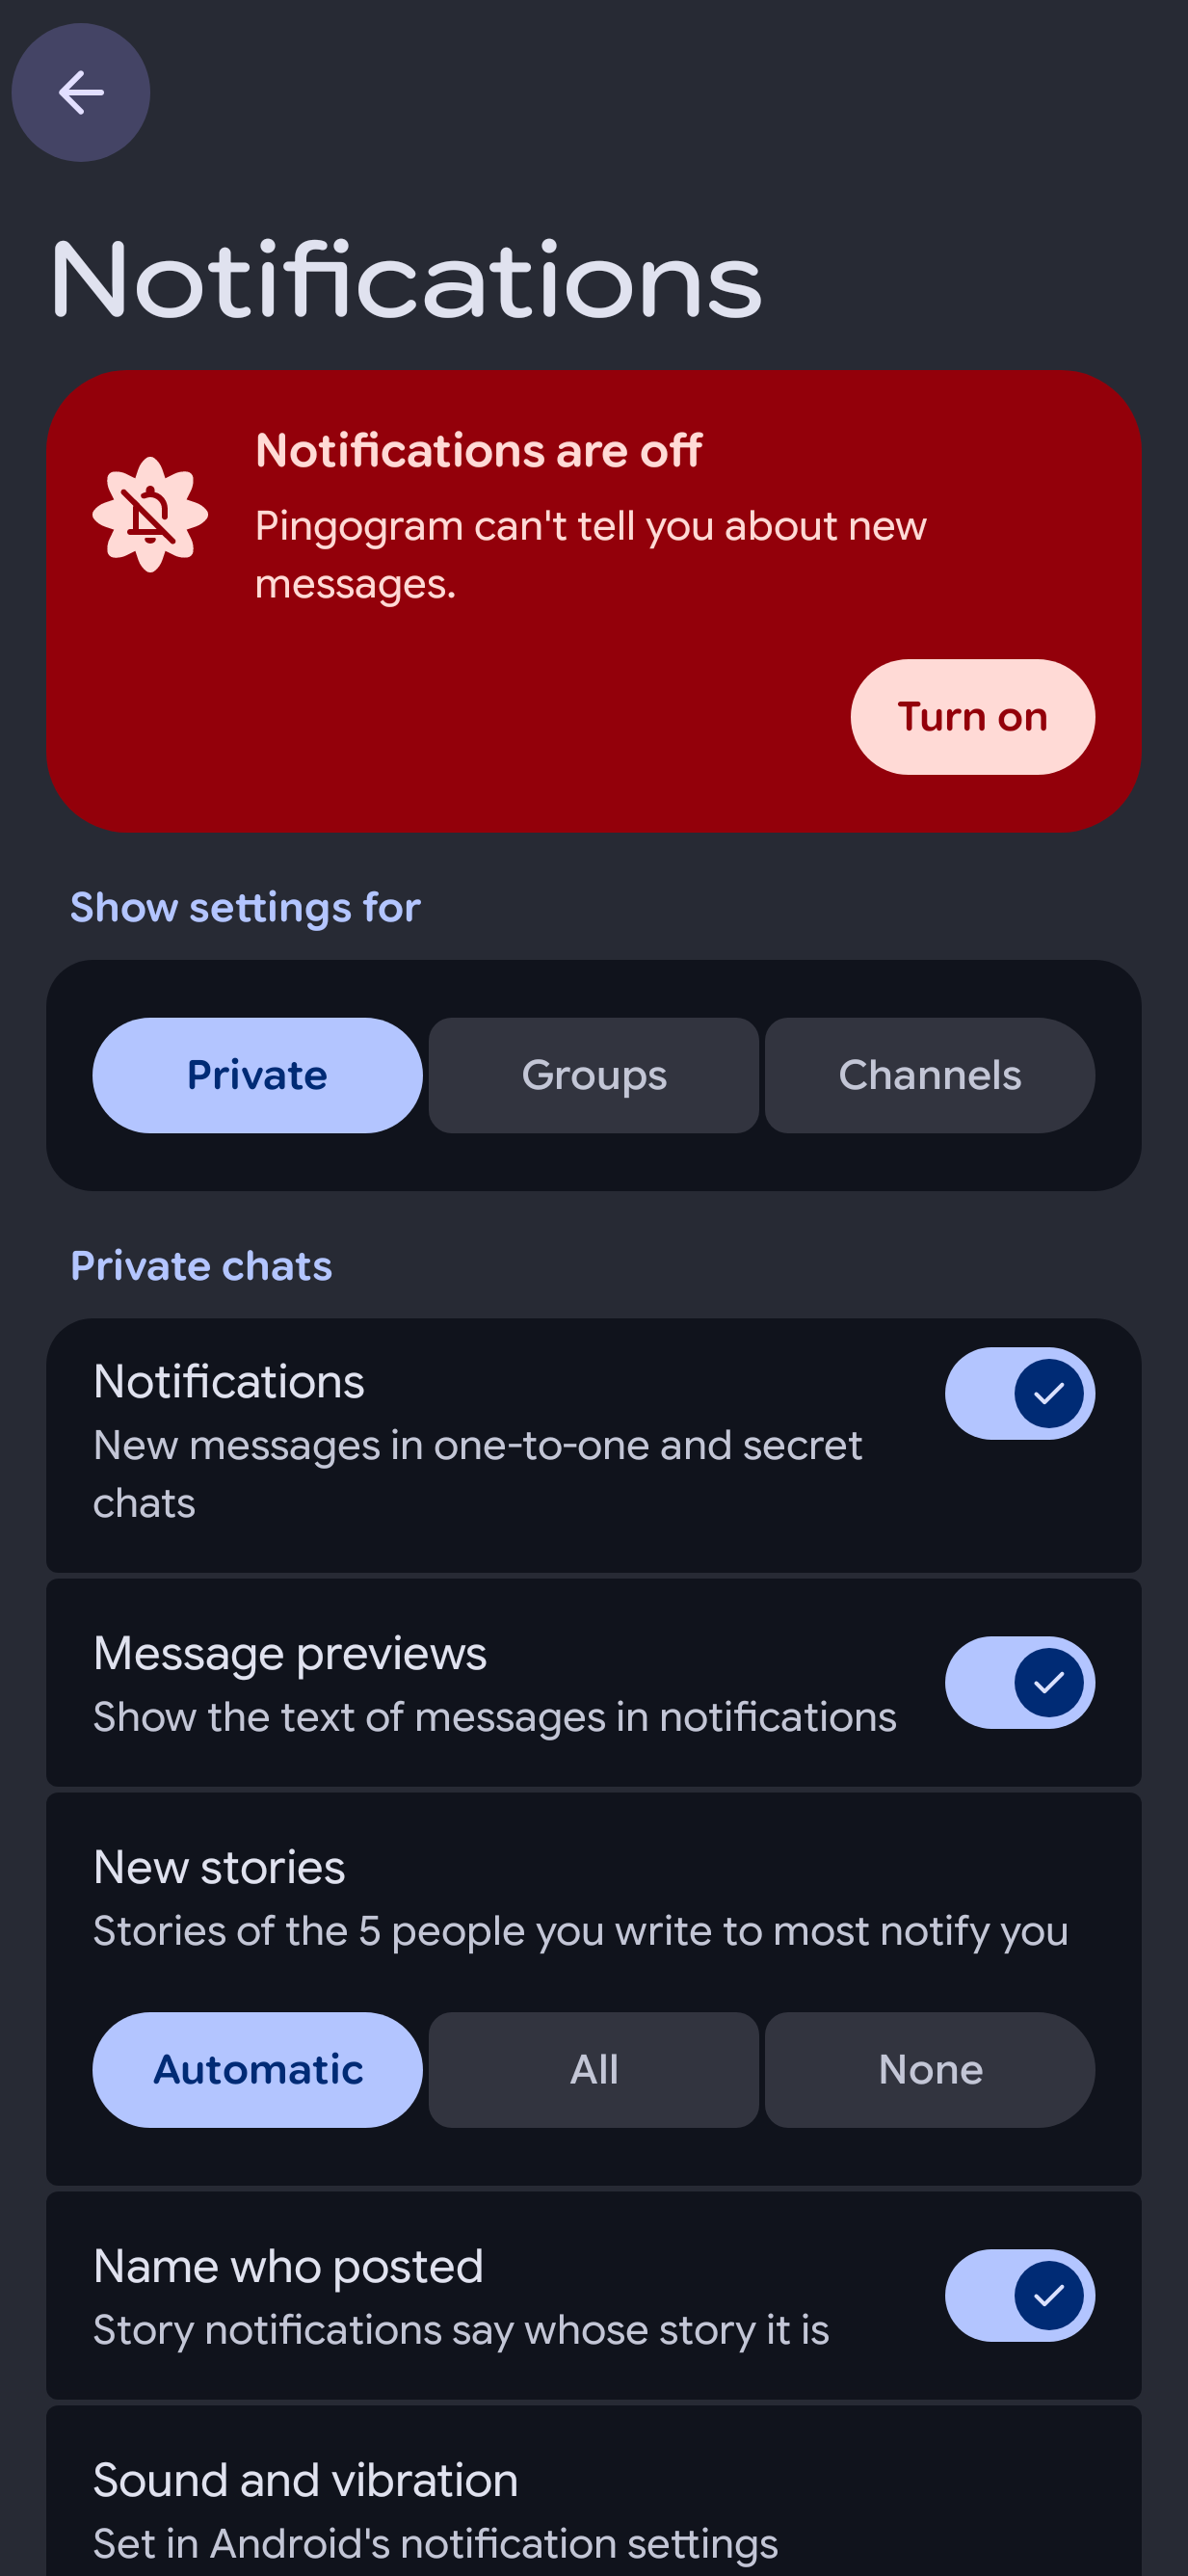 Notifications
Notifications are off
Pingogram can't tell you about new
messages.
Turn on
Show settings for
Private
Groups
Channels
Private chats
Notifications
New messages in one-to-one and secret
chats
Message previews
Show the text of messages in notifications
New stories
Stories of the 5 people you write to most notify you
Automatic
All
None
Name who posted
Story notifications say whose story it is
Sound and vibration
Set in Android's notification settings